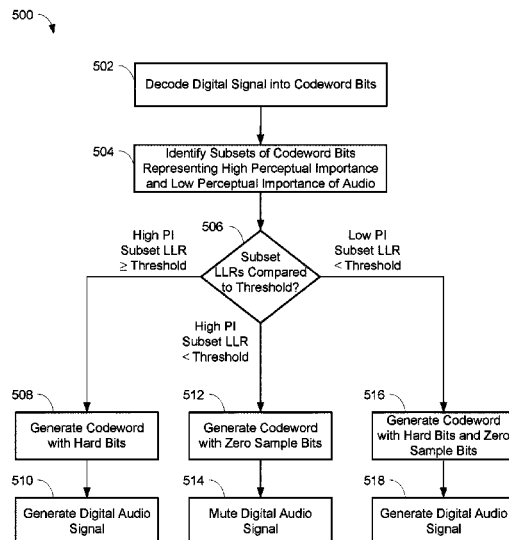 500
502
Decode Digital Signal into Codeword Bits
504
Identify Subsets of Codeword Bits
Representing High Perceptual Importance
and Low Perceptual Importance of Audio
506
High PI
Subset LLR
≥ Threshold
Subset
LLRs Compared
to Threshold?
Low PI
Subset LLR
< Threshold
High PI
Subset LLR
< Threshold
508
Generate Codeword
with Hard Bits
512
Generate Codeword
with Zero Sample Bits
516
Generate Codeword
with Hard Bits and Zero
Sample Bits
510
Generate Digital Audio
Signal
514
Mute Digital Audio
Signal
518
Generate Digital Audio
Signal